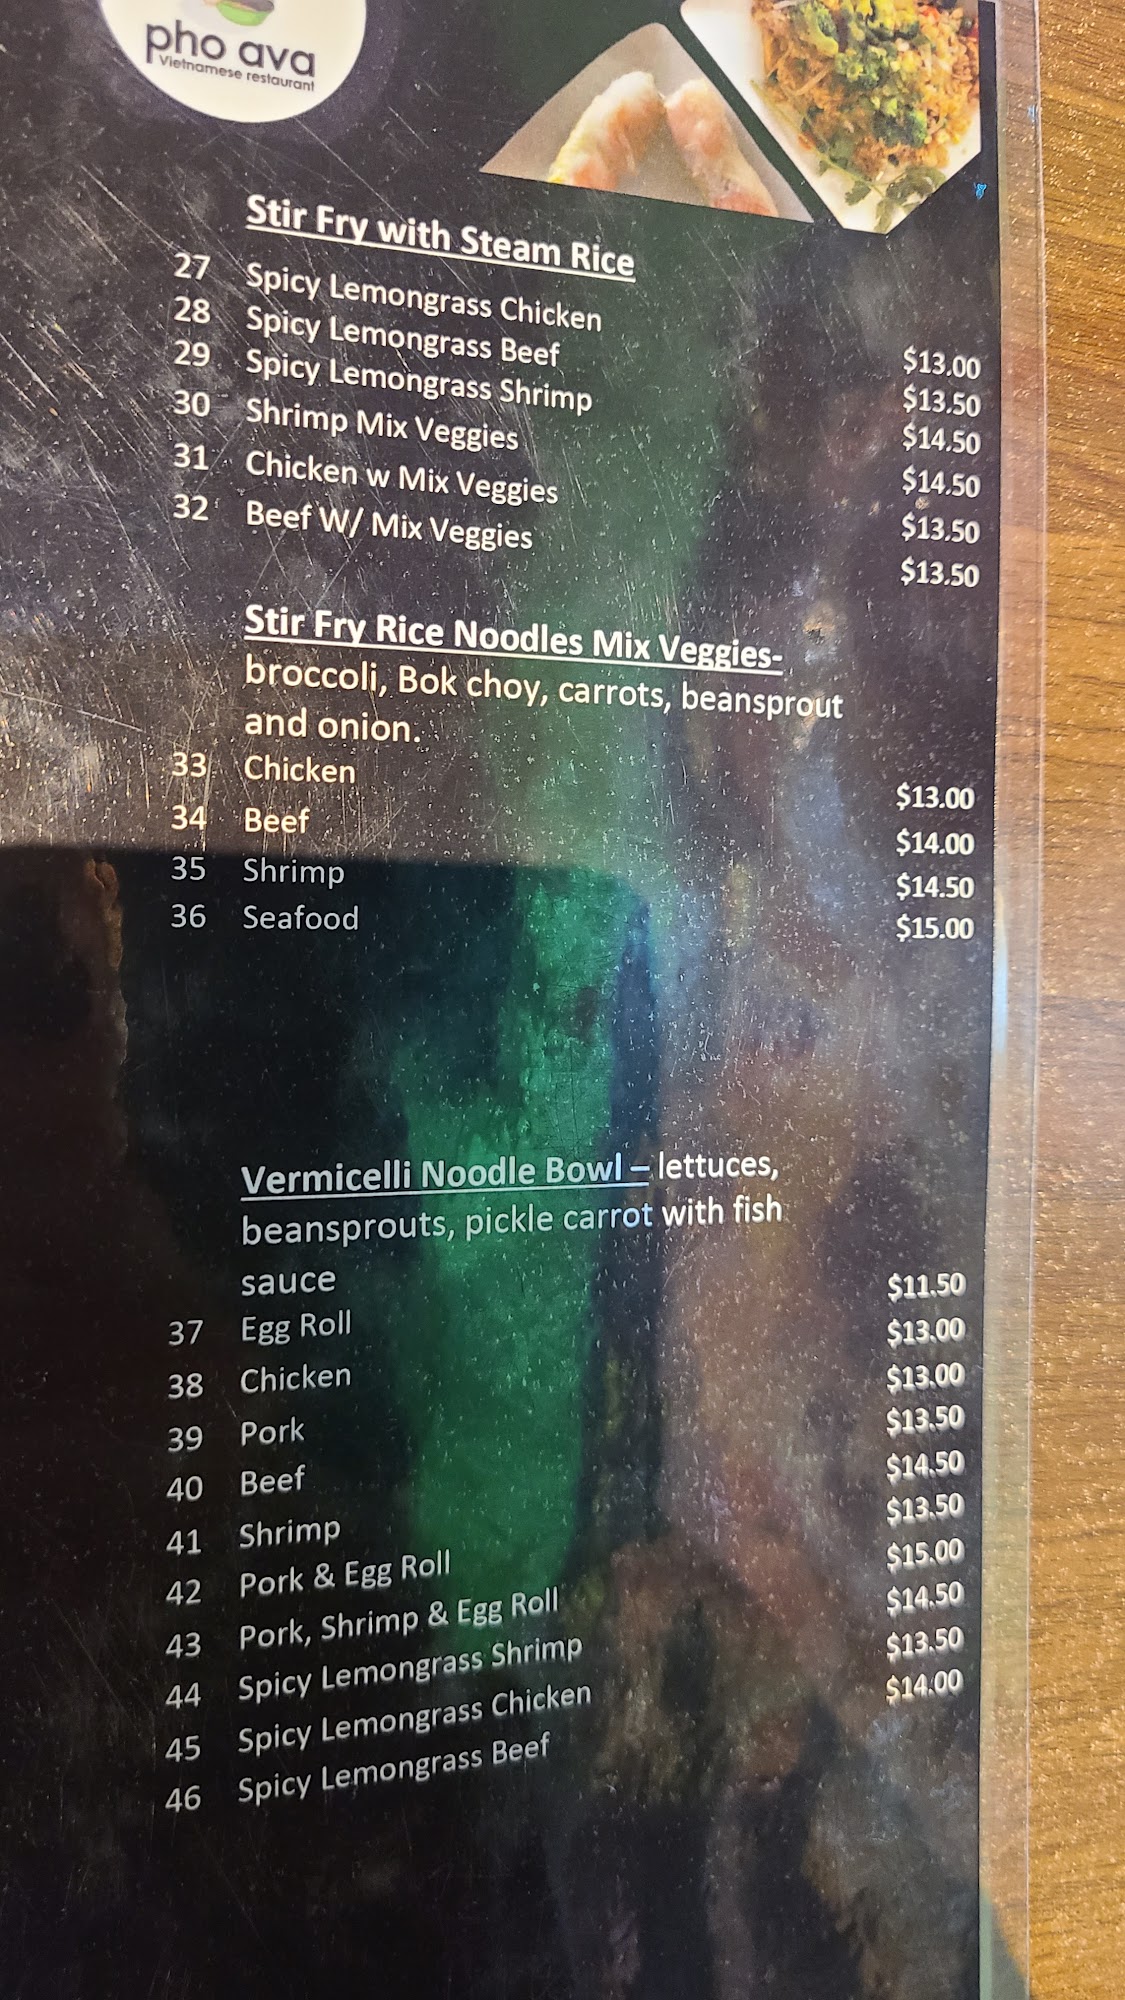 pho ava
Vietnamese restaurant
Stir Fry with Steam Rice
27 Spicy Lemongrass Chicken $13.00
28 Spicy Lemongrass Beef $13.50
29 Spicy Lemongrass Shrimp $14.50
30 Shrimp Mix Veggies $14.50
31 Chicken w Mix Veggies $13.50
32 Beef W/ Mix Veggies $13.50
Stir Fry Rice Noodles Mix Veggies-
broccoli, Bok choy, carrots, beansprout
and onion.
33 Chicken $13.00
34 Beef $14.00
35 Shrimp $14.50
36 Seafood $15.00
Vermicelli Noodle Bowl – lettuces,
beansprouts, pickle carrot with fish
sauce
37 Egg Roll $11.50
38 Chicken $13.00
39 Pork $13.00
40 Beef $13.50
41 Shrimp $14.50
42 Pork & Egg Roll $13.50
43 Pork, Shrimp & Egg Roll $15.00
44 Spicy Lemongrass Shrimp $14.50
45 Spicy Lemongrass Chicken $13.50
46 Spicy Lemongrass Beef $14.00